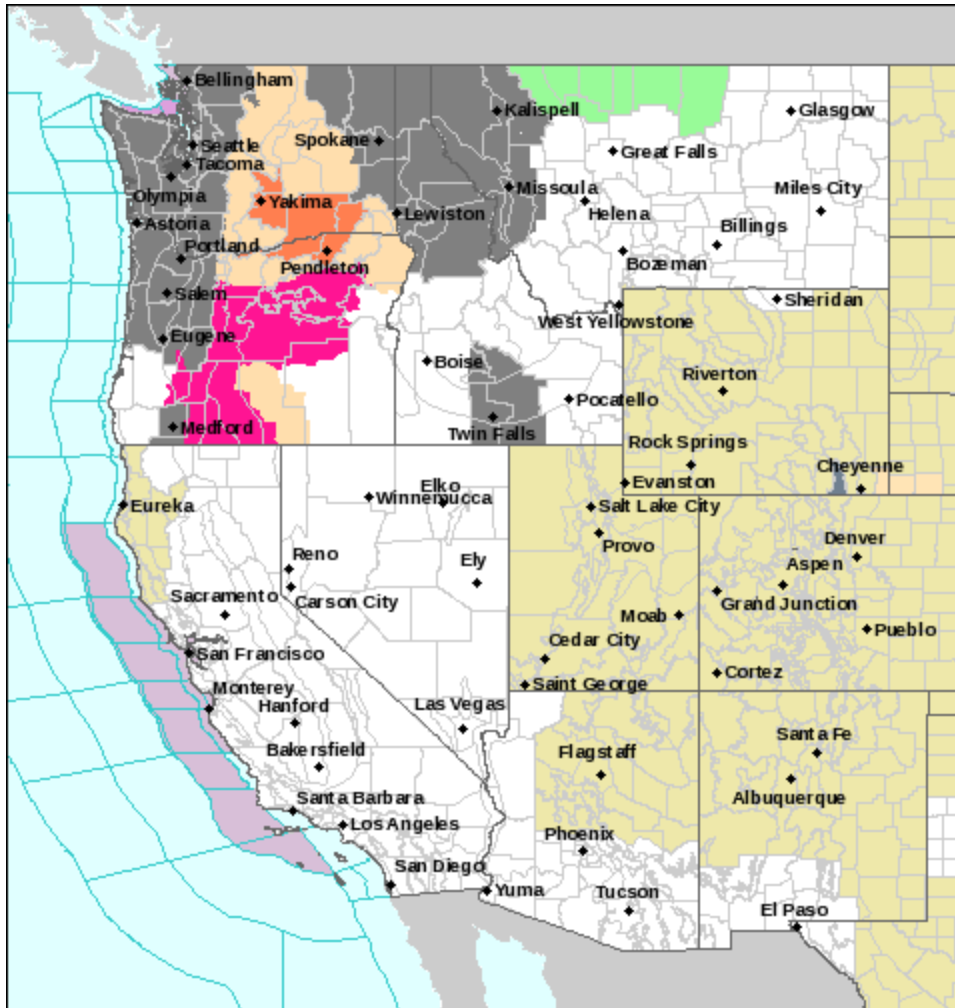 Bellingham
Kalispell
Glasgow
Spokane
Seattle
Great Falls
Tacoma
Olympia
Missoula
Miles City
Yakima
Helena
Lewiston
Astoria
Billings
Portland
Bozeman
Pendleton
Salem
Sheridan
West Yellowstone
Eugene
Boise
Riverton
Pocatello
Medford
Twin Falls
Rock Springs
Cheyenne
Elko
Evanston
Winnemucca
Eureka
Salt Lake City
Denver
Provo
Reno
Ely
Aspen
Sacramento
Carson City
Grand Junction
Moab
Pueblo
Cedar City
San Francisco
Cortez
Saint George
Monterey
Hanford
Las Vegas
Santa Fe
Bakersfield
Flagstaff
Albuquerque
Santa Barbara
Los Angeles
Phoenix
San Diego
Yuma
Tucson
El Paso